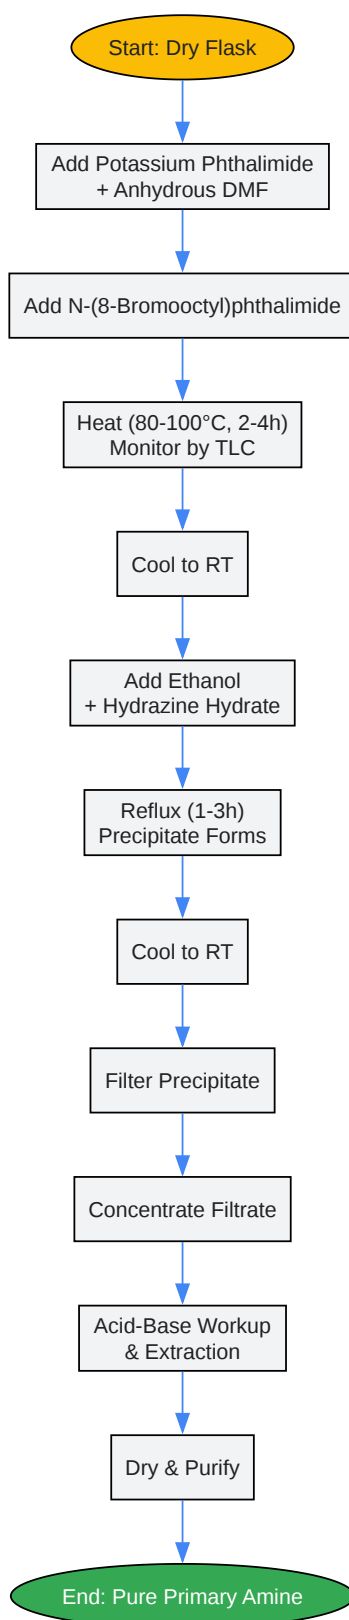 Start: Dry Flask
Add Potassium Phthalimide
+ Anhydrous DMF
Add N-(8-Bromooctyl)phthalimide
Heat (80-100°C, 2-4h)
Monitor by TLC
Cool to RT
Add Ethanol
+ Hydrazine Hydrate
Reflux (1-3h)
Precipitate Forms
Cool to RT
Filter Precipitate
Concentrate Filtrate
Acid-Base Workup
& Extraction
Dry & Purify
End: Pure Primary Amine